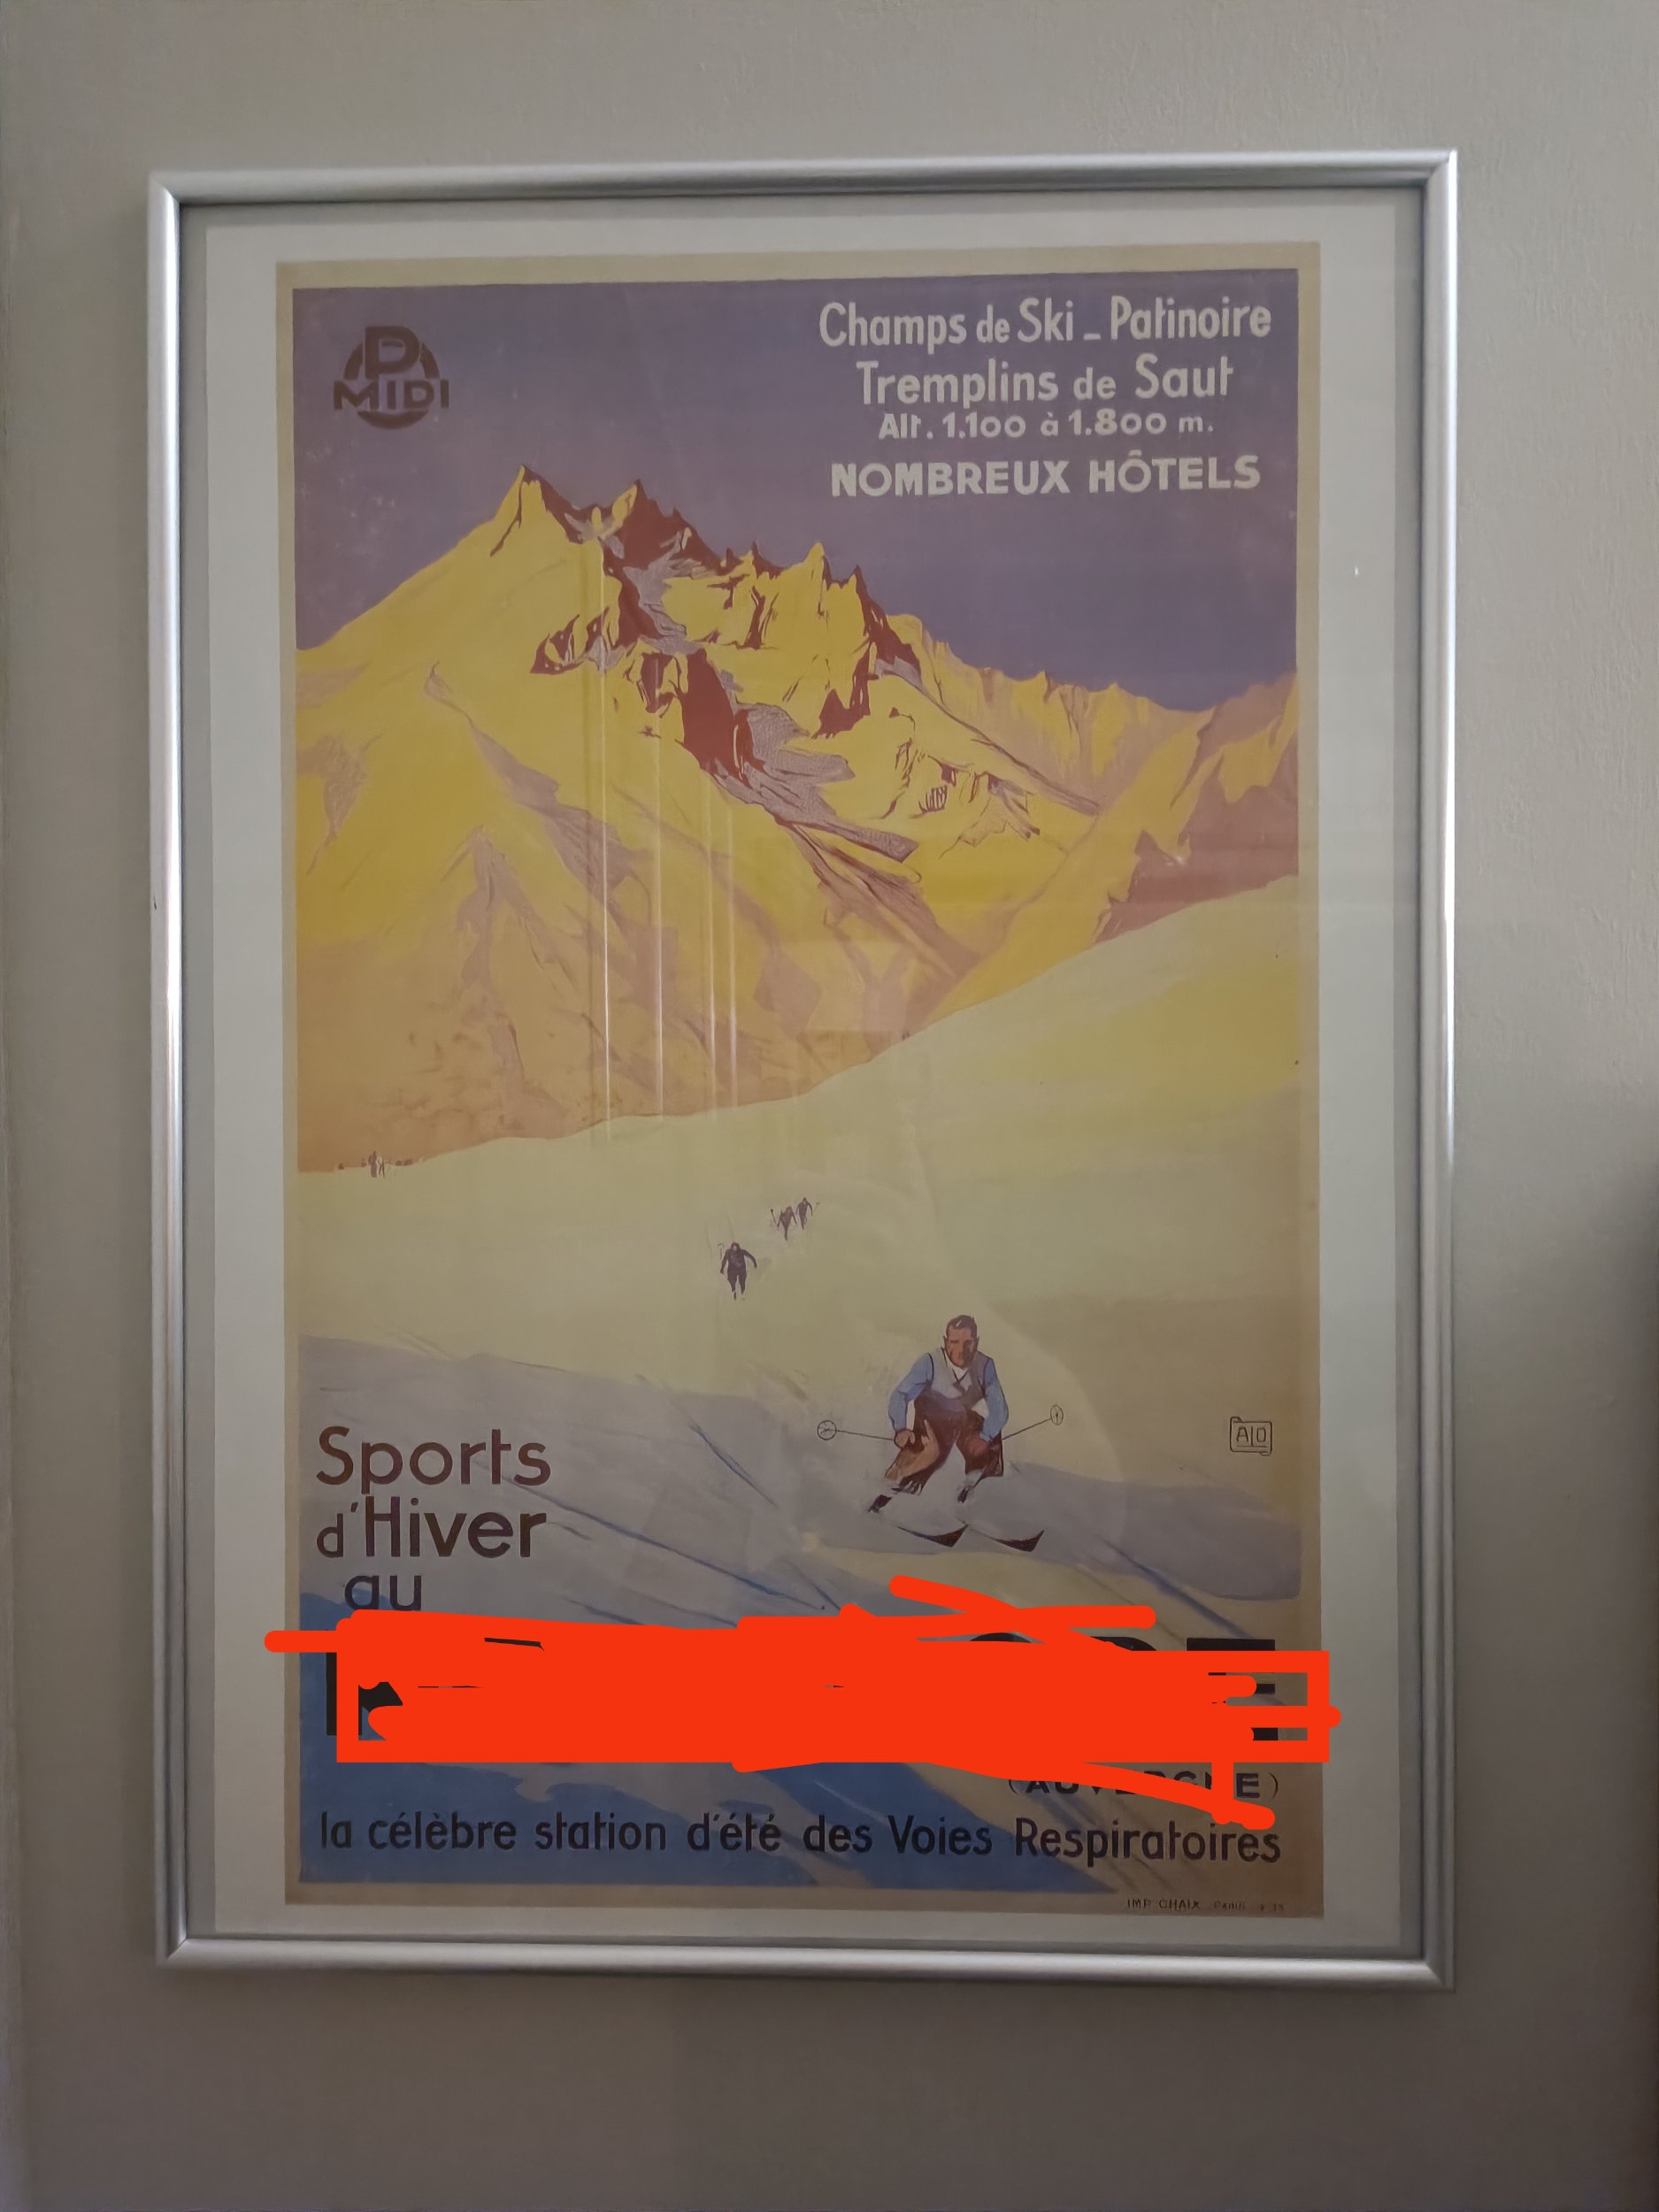 P
MIDI
Champs de Ski - Patinoire
Tremplins de Saut
Alt. 1.100 à 1.800 m.
NOMBREUX HÔTELS
ALO
Sports
d'Hiver
au
(AUVERGNE)
la célèbre station d'été des Voies Respiratoires
IMP. CHAIX